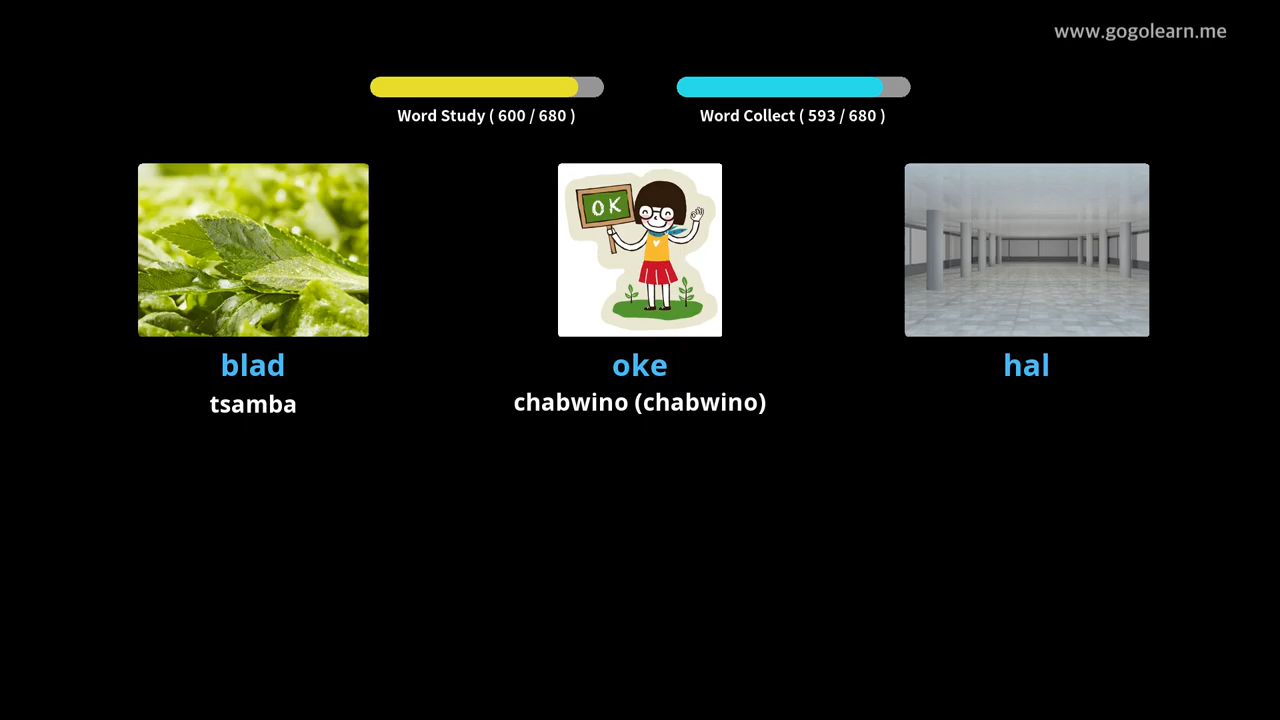 www.gogolearn.me
Word Study ( 600 / 680 )
Word Collect ( 593 / 680 )
OK
blad
oke
hal
tsamba
chabwino (chabwino)